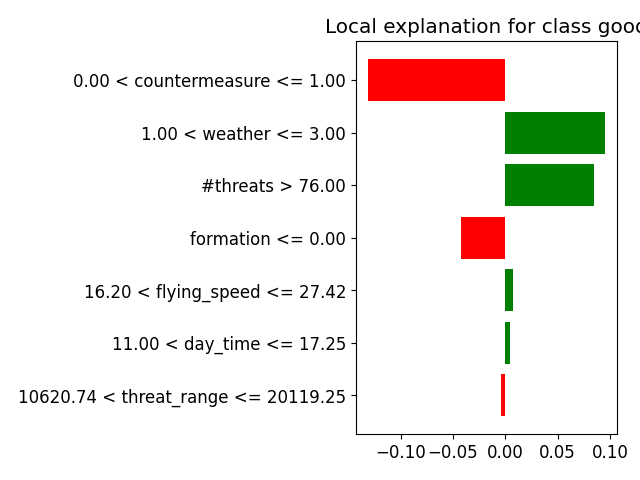 Local explanation for class good
0.00 < countermeasure <= 1.00
1.00 < weather <= 3.00
#threats > 76.00
formation <= 0.00
16.20 < flying_speed <= 27.42
11.00 < day_time <= 17.25
10620.74 < threat_range <= 20119.25
−0.10 −0.05 0.00 0.05 0.10